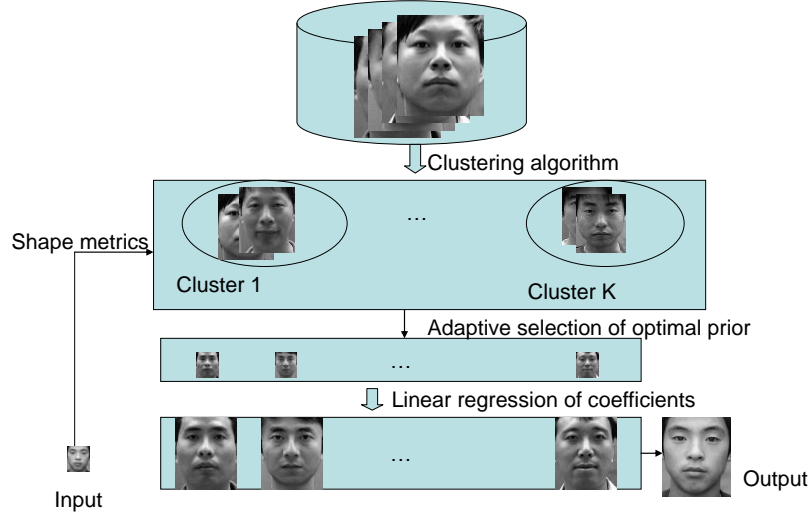 Clustering algorithm
...
Shape metrics
Cluster 1
Cluster K
Adaptive selection of optimal prior
...
Linear regression of coefficients
...
Input
Output